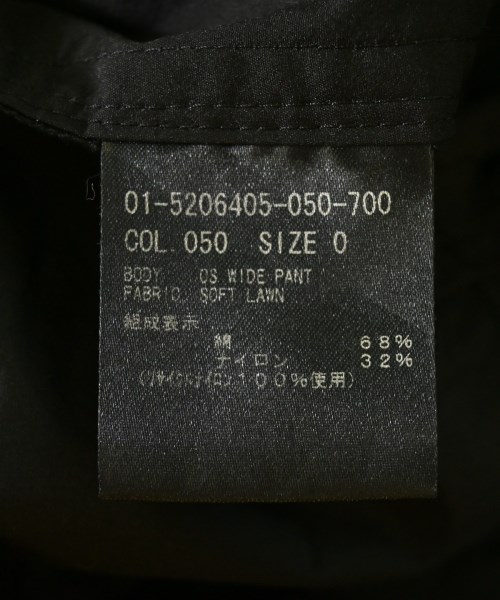 01-5206405-050-700
COL.050 SIZE 0
BODY CS WIDE PANT
FABRIC SOFT LAWN
組成表示
綿 68%
ナイロン 32%
(リサイクルナイロン100%使用)